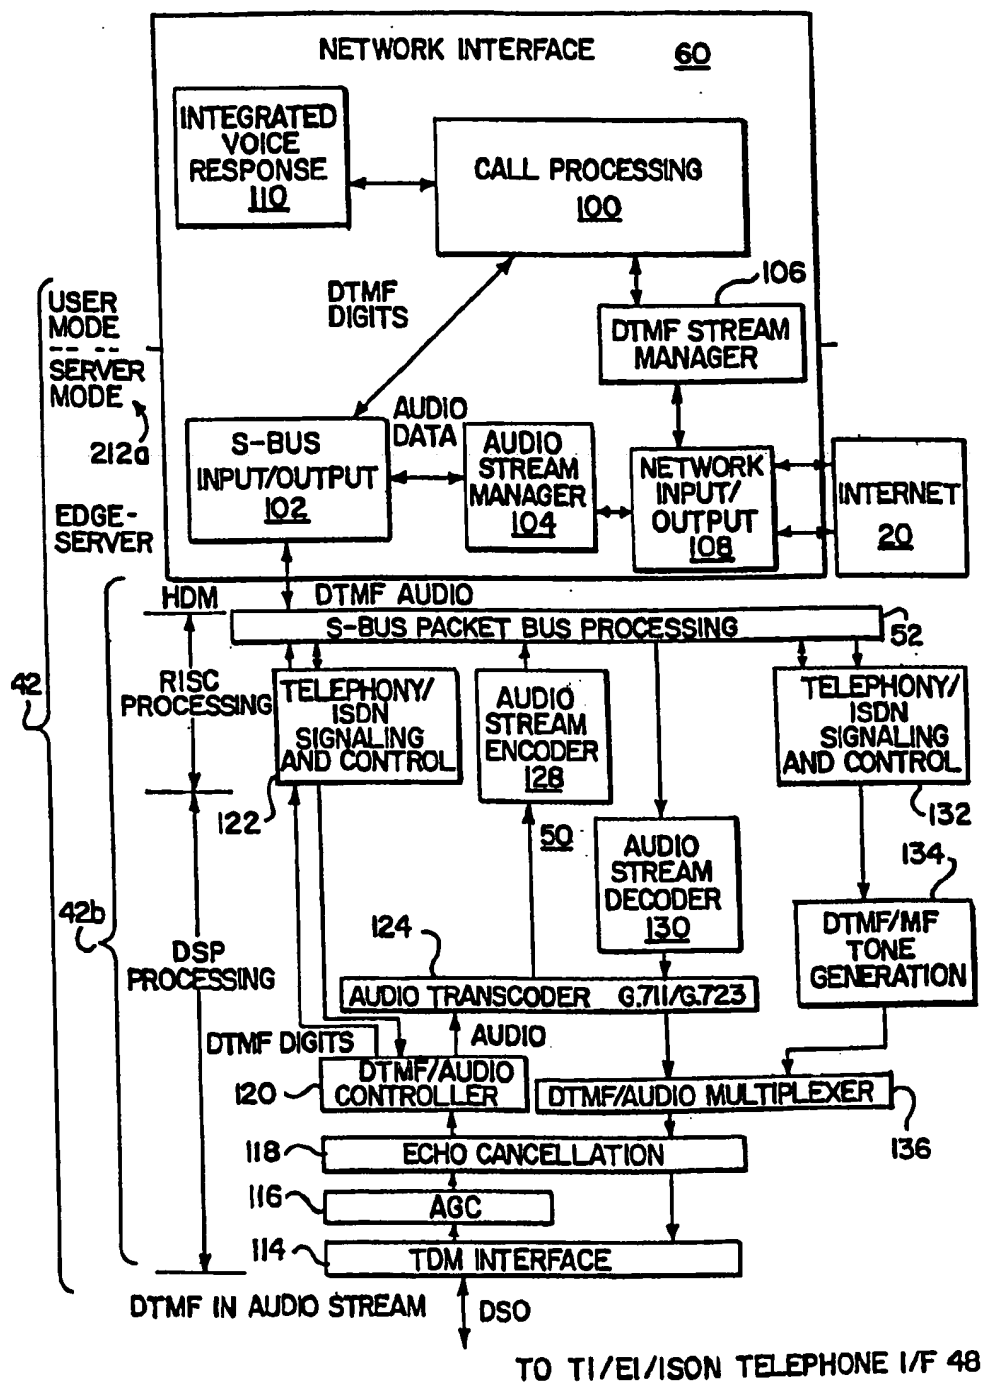 NETWORK INTERFACE 60
INTEGRATED
VOICE
RESPONSE
110
CALL PROCESSING
100
DTMF
DIGITS
106
DTMF STREAM
MANAGER
USER
MODE
SERVER
MODE
212a
EDGE-
SERVER
S-BUS
INPUT/OUTPUT
102
AUDIO
DATA
AUDIO
STREAM
MANAGER
104
NETWORK
INPUT/
OUTPUT
108
INTERNET
20
HDM
DTMF AUDIO
S-BUS PACKET BUS PROCESSING
52
42
RISC
PROCESSING
TELEPHONY/
ISDN
SIGNALING
AND CONTROL
122
AUDIO
STREAM
ENCODER
128
50
TELEPHONY/
ISDN
SIGNALING
AND CONTROL
132
AUDIO
STREAM
DECODER
130
134
DTMF/MF
TONE
GENERATION
42b
DSP
PROCESSING
124
AUDIO TRANSCODER G.711/G.723
DTMF DIGITS
AUDIO
120
DTMF/AUDIO
CONTROLLER
DTMF/AUDIO MULTIPLEXER
136
118
ECHO CANCELLATION
116
AGC
114
TDM INTERFACE
DTMF IN AUDIO STREAM
DSO
TO T1/E1/ISON TELEPHONE I/F 48